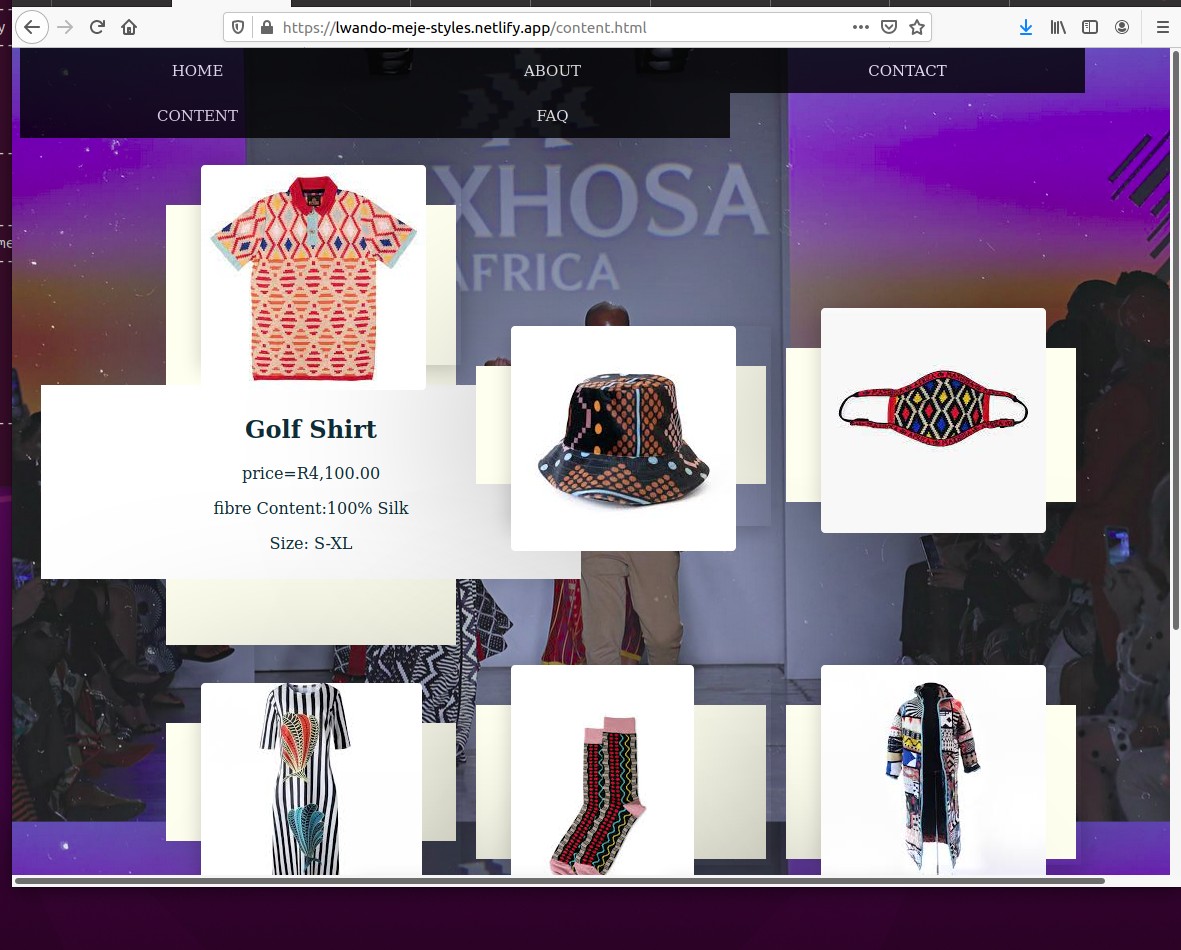 https://lwando-meje-styles.netlify.app/content.html
HOME
ABOUT
CONTACT
CONTENT
FAQ
XHOSA
AFRICA
Golf Shirt
price=R4,100.00
fibre Content:100% Silk
Size: S-XL